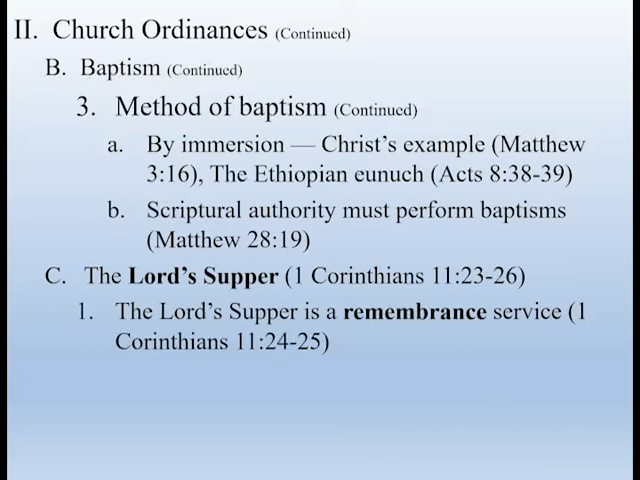 II. Church Ordinances (Continued)
B. Baptism (Continued)
3. Method of baptism (Continued)
a. By immersion — Christ’s example (Matthew
3:16), The Ethiopian eunuch (Acts 8:38-39)
b. Scriptural authority must perform baptisms
(Matthew 28:19)
C. The Lord’s Supper (1 Corinthians 11:23-26)
1. The Lord’s Supper is a remembrance service (1
Corinthians 11:24-25)